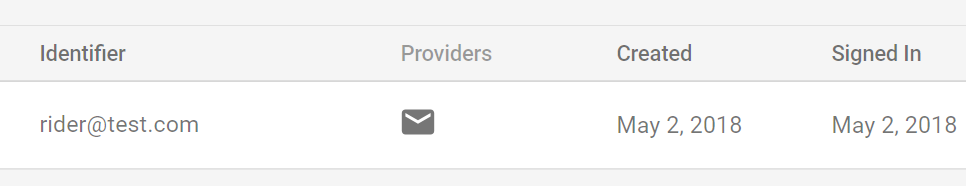 Identifier Providers Created Signed In
rider@test.com May 2, 2018 May 2, 2018